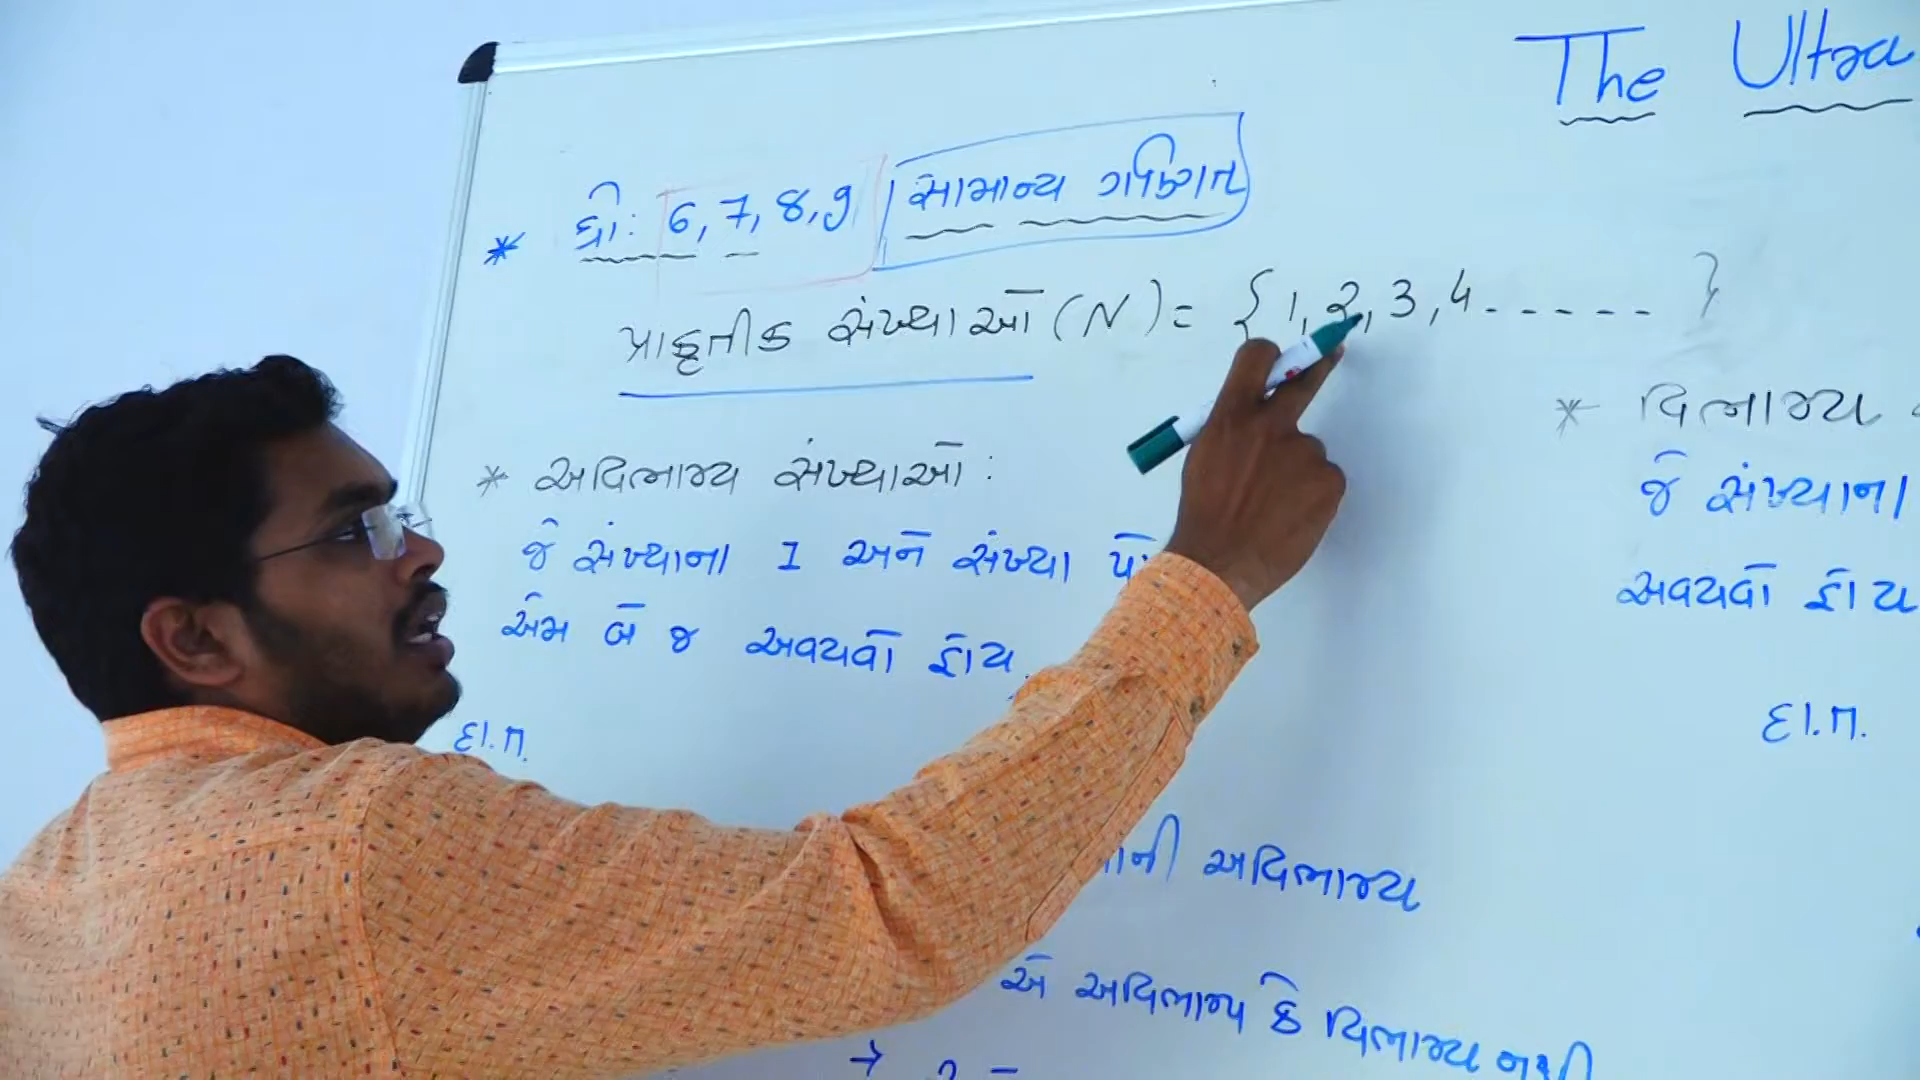 The Ultra
* ધો: 6, 7, 8, 9 સામાન્ય ગણિત
પ્રાકૃતીક સંખ્યાઓ (N) = { 1, 2, 3, 4 - - - - - - }
* અવિભાજ્ય સંખ્યાઓ :
જે સંખ્યાના 1 અને સંખ્યા
એમ બે જ અવયવો હોય
દા.ત.
અવિભાજ્ય
એ અવિભાજ્ય કે વિભાજ્ય નથી
→
* વિભાજ્ય
જે સંખ્યાના
અવયવો હોય
દા.ત.